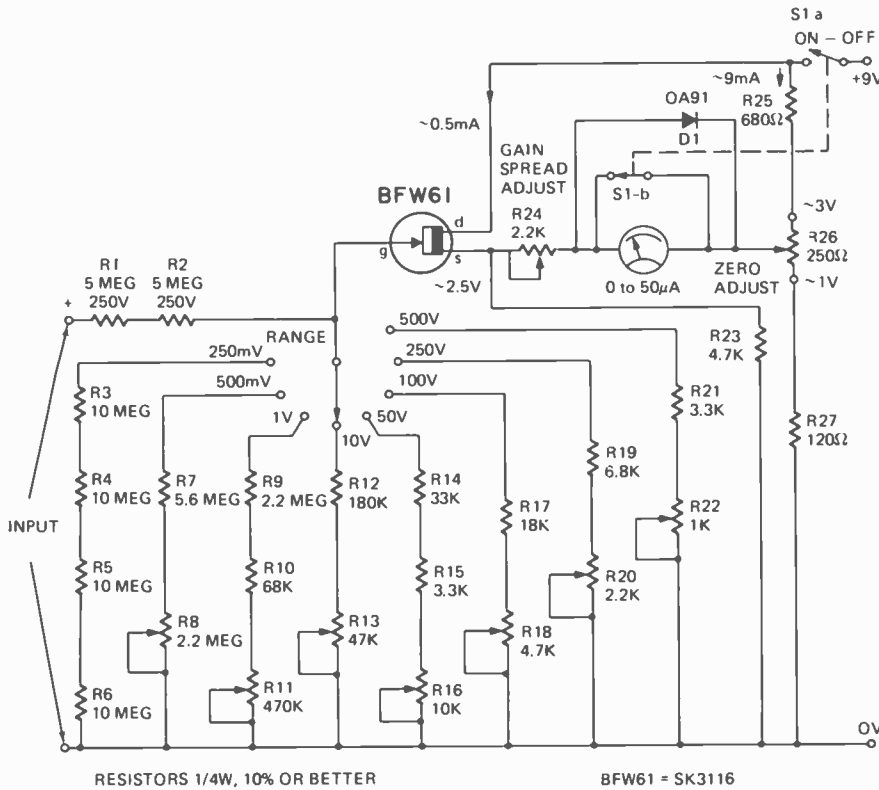 S1a
ON – OFF
+9V
~9mA
R25
680Ω
OA91
D1
~0.5mA
GAIN
SPREAD
ADJUST
S1-b
BFW61
d
g
s
R24
2.2K
~3V
R26
250Ω
~1V
ZERO
ADJUST
0 to 50μA
~2.5V
R1
5 MEG
250V
R2
5 MEG
250V
+
RANGE
500V
250mV
250V
500mV
100V
1V
50V
10V
R23
4.7K
R3
10 MEG
R21
3.3K
R27
120Ω
R4
10 MEG
R7
5.6 MEG
R9
2.2 MEG
R12
180K
R14
33K
R19
6.8K
R17
18K
R22
1K
INPUT
R5
10 MEG
R10
68K
R15
3.3K
R20
2.2K
R8
2.2 MEG
R13
47K
R18
4.7K
R6
10 MEG
R11
470K
R16
10K
0V
RESISTORS 1/4W, 10% OR BETTER
BFW61 = SK3116